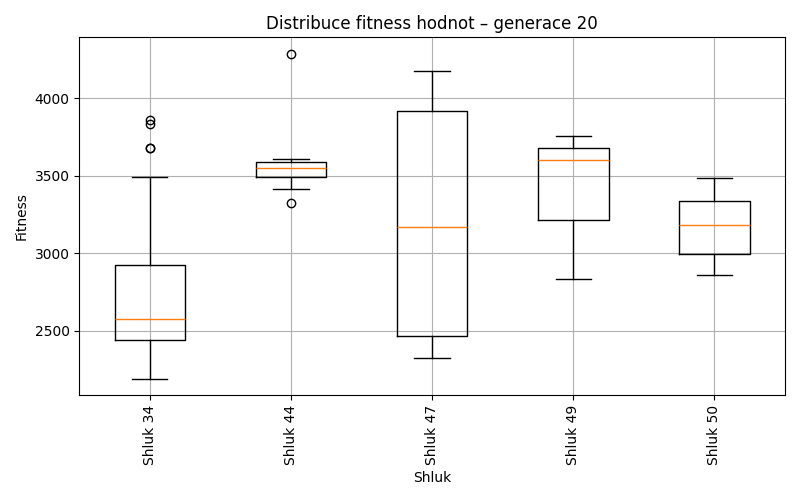 Distribuce fitness hodnot – generace 20
4000
3500
3000
2500
Fitness
Shluk 34
Shluk 44
Shluk 47
Shluk 49
Shluk 50
Shluk